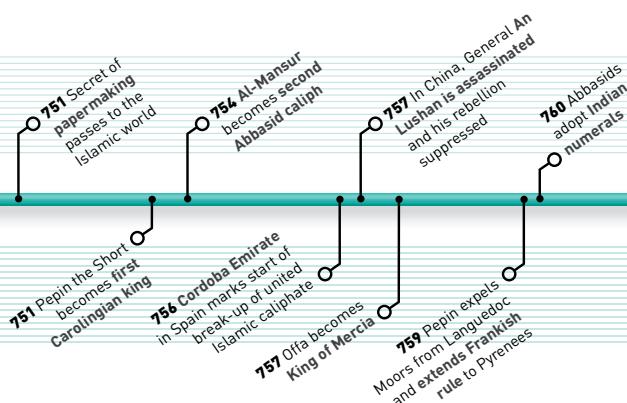 751 Secret of
papermaking
passes to the
Islamic world
754 Al-Mansur
becomes second
Abbasid caliph
757 In China, General An
Lushan is assassinated
and his rebellion
suppressed
760 Abbasids
adopt Indian
numerals
751 Pepin the Short
becomes first
Carolingian king
756 Cordoba Emirate
in Spain marks start of
break-up of united
Islamic caliphate
757 Offa becomes
King of Mercia
759 Pepin expels
Moors from Languedoc
and extends Frankish
rule to Pyrenees